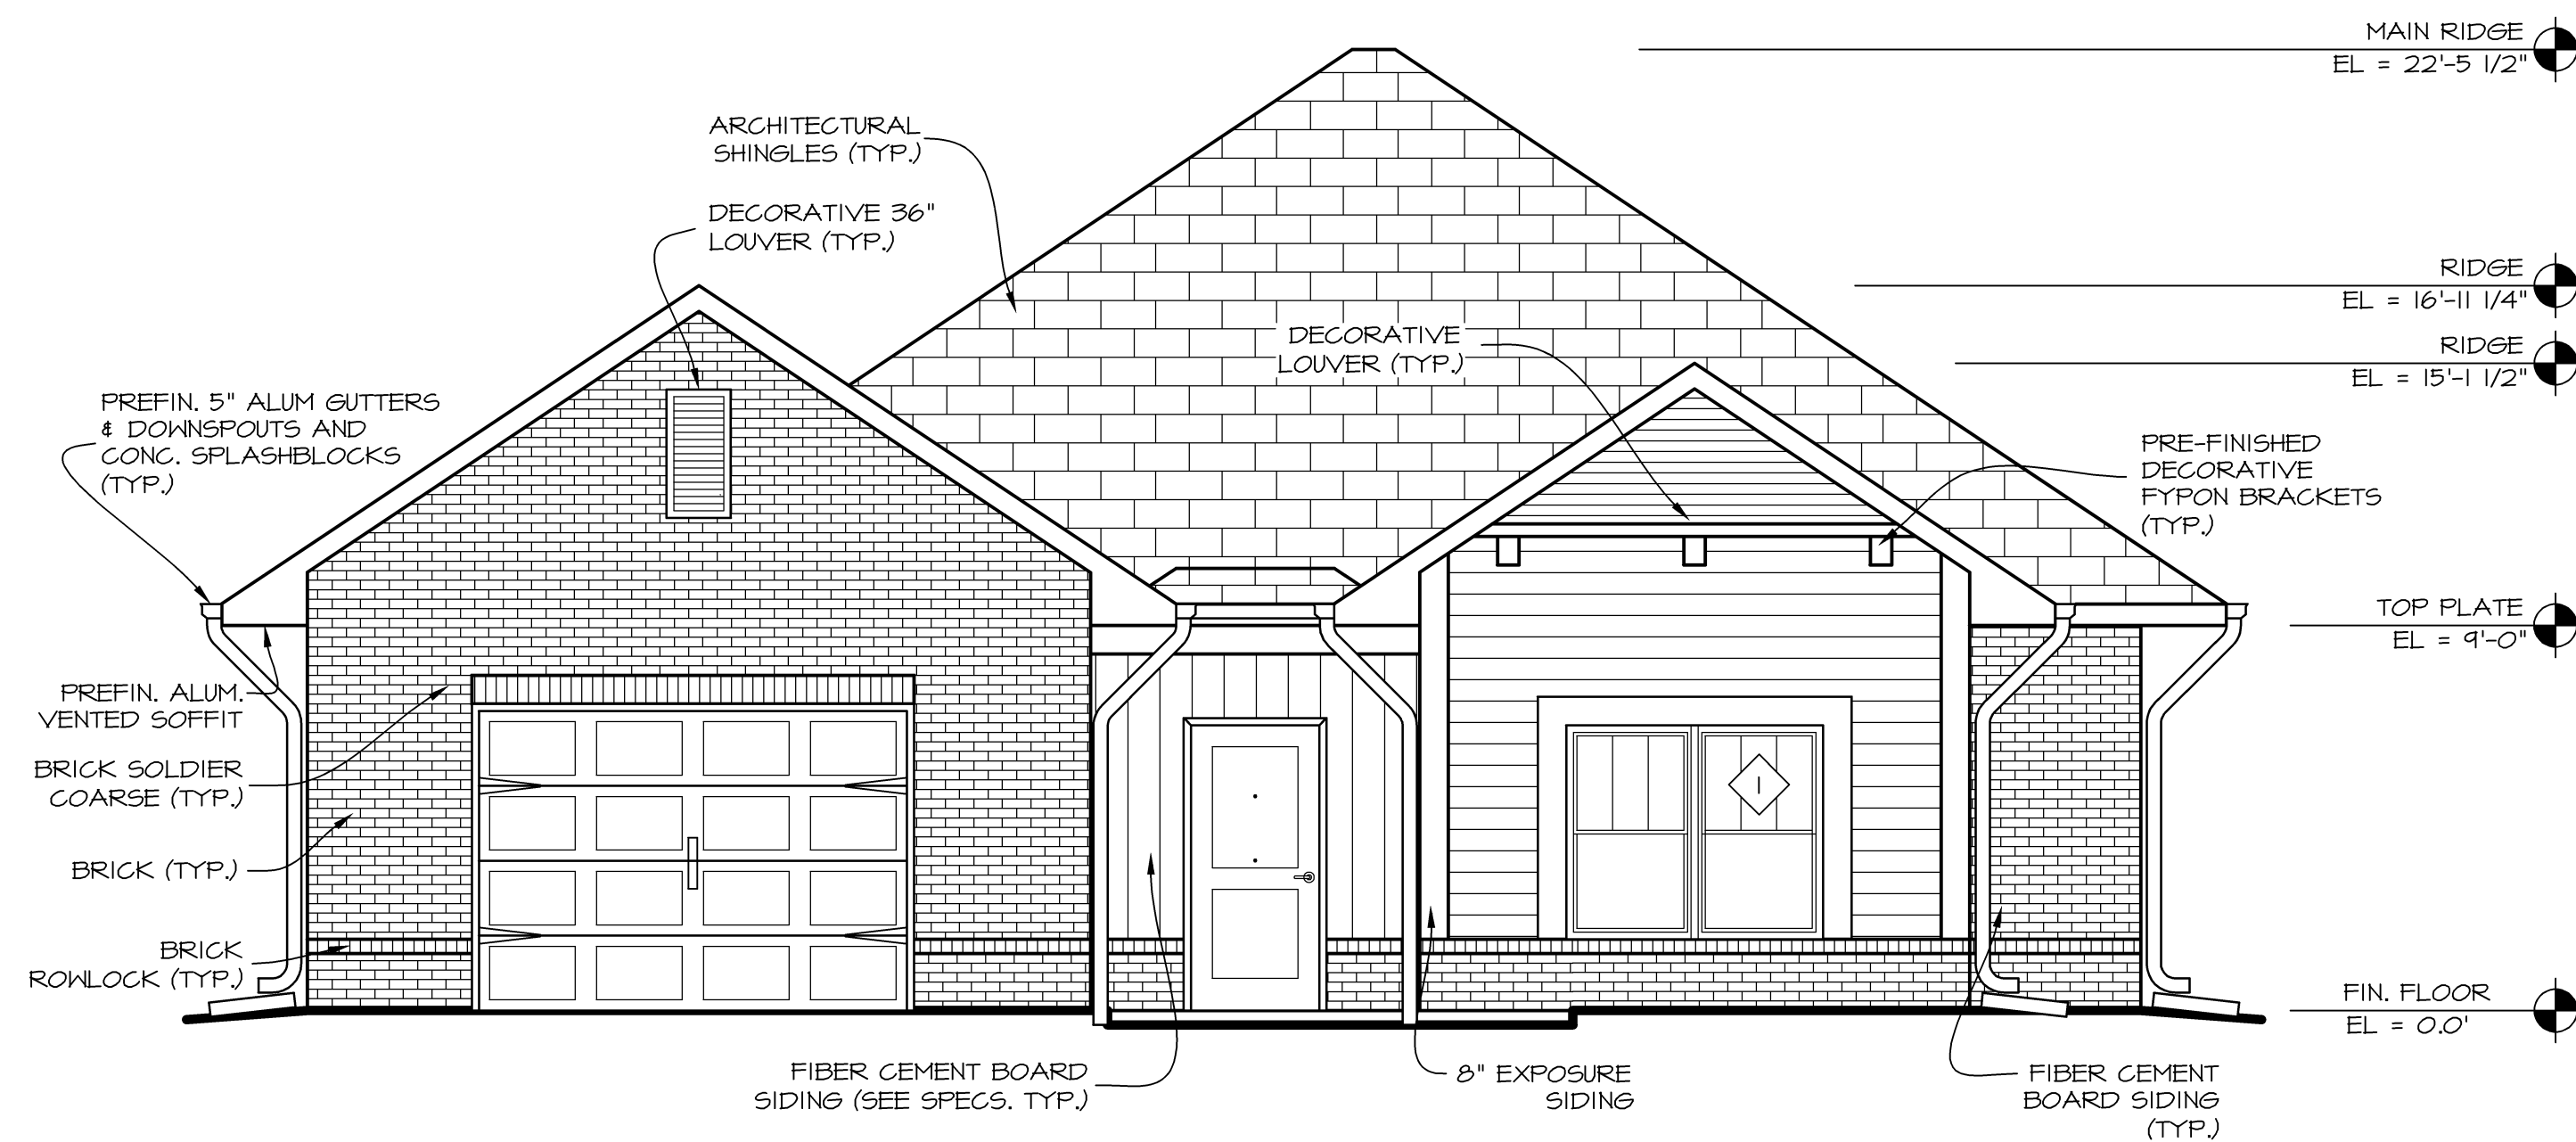 MAIN RIDGE
EL = 22'-5 1/2"
ARCHITECTURAL
SHINGLES (TYP.)
DECORATIVE 36"
LOUVER (TYP.)
RIDGE
EL = 16'-11 1/4"
DECORATIVE
LOUVER (TYP.)
RIDGE
EL = 15'-1 1/2"
PREFIN. 5" ALUM GUTTERS
& DOWNSPOUTS AND
CONC. SPLASHBLOCKS
(TYP.)
PRE-FINISHED
DECORATIVE
FYPON BRACKETS
(TYP.)
TOP PLATE
EL = 9'-0"
PREFIN. ALUM.
VENTED SOFFIT
BRICK SOLDIER
COARSE (TYP.)
1
BRICK (TYP.)
BRICK
ROWLOCK (TYP.)
FIN. FLOOR
EL = 0.0'
FIBER CEMENT BOARD
SIDING (SEE SPECS. TYP.)
8" EXPOSURE
SIDING
FIBER CEMENT
BOARD SIDING
(TYP.)